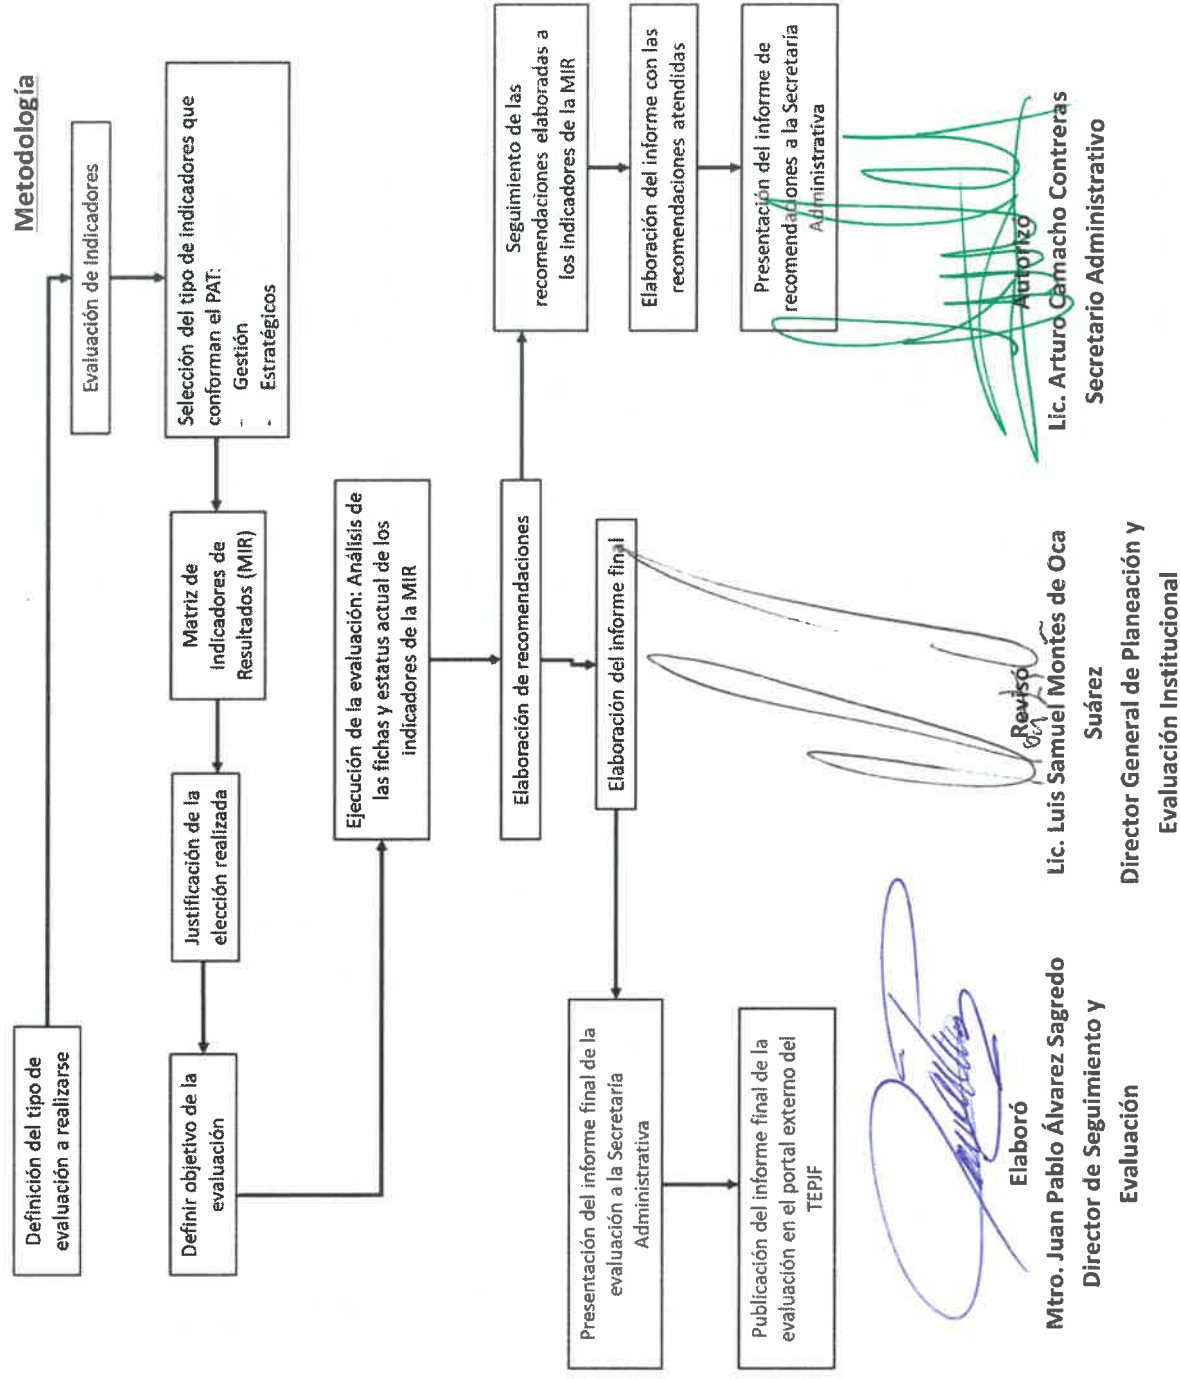 Metodología
Definición del tipo de
evaluación a realizarse
Evaluación de Indicadores
Selección del tipo de indicadores que
conforman el PAT:
- Gestión
- Estratégicos
Matriz de
Indicadores de
Resultados (MIR)
Justificación de la
elección realizada
Definir objetivo de la
evaluación
Ejecución de la evaluación: Análisis de
las fichas y estatus actual de los
indicadores de la MIR
Elaboración de recomendaciones
Seguimiento de las
recomendaciones elaboradas a
los indicadores de la MIR
Elaboración del informe con las
recomendaciones atendidas
Presentación del informe de
recomendaciones a la Secretaría
Administrativa
Elaboración del informe final
Presentación del informe final de la
evaluación a la Secretaría
Administrativa
Publicación del informe final de la
evaluación en el portal externo del
TEPJF
Elaboró
Mtro. Juan Pablo Álvarez Sagredo
Director de Seguimiento y
Evaluación
Revisó
Lic. Luis Samuel Montes de Oca
Suárez
Director General de Planeación y
Evaluación Institucional
Autorizó
Lic. Arturo Camacho Contreras
Secretario Administrativo